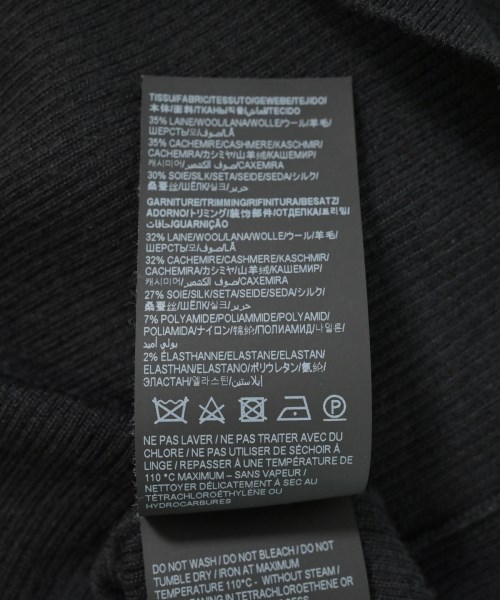 TISSU/FABRIC/TESSUTO/GEWEBE/TEJIDO/
本体/面料/ТКАНЬ/직물/قماش/TECIDO
35% LAINE/WOOL/LANA/WOLLE/ウール/羊毛/
ШЕРСТЬ/모/صوف/LÃ
35% CACHEMIRE/CASHMERE/KASCHMIR/
CACHEMIRA/カシミヤ/山羊绒/КАШЕМИР/
캐시미어/صوف الكشمير/CAXEMIRA
30% SOIE/SILK/SETA/SEIDE/SEDA/シルク/
桑蚕丝/ШЁЛК/실크/حرير
GARNITURE/TRIMMING/RIFINITURA/BESATZ/
ADORNO/トリミング/装饰部件/ОТДЕЛКА/트리밀/
حافات/GUARNIÇÃO
32% LAINE/WOOL/LANA/WOLLE/ウール/羊毛/
ШЕРСТЬ/모/صوف/LÃ
32% CACHEMIRE/CASHMERE/KASCHMIR/
CACHEMIRA/カシミヤ/山羊绒/КАШЕМИР/
캐시미어/صوف الكشمير/CAXEMIRA
27% SOIE/SILK/SETA/SEIDE/SEDA/シルク/
桑蚕丝/ШЁЛК/실크/حرير
7% POLYAMIDE/POLIAMMIDE/POLYAMID/
POLIAMIDA/ナイロン/锦纶/ПОЛИАМИД/나일론/
بولي أميد
2% ÉLASTHANNE/ELASTANE/ELASTAN/
ELASTHAN/ELASTANO/ポリウレタン/氨纶/
ЭЛАСТАН/엘라스틴/إيلاستين
NE PAS LAVER / NE PAS TRAITER AVEC DU
CHLORE / NE PAS UTILISER DE SÉCHOIR À
LINGE / REPASSER À UNE TEMPÉRATURE DE
110 °C MAXIMUM – SANS VAPEUR /
NETTOYER DÉLICATEMENT À SEC AU
TÉTRACHLOROÉTHYLÈNE OU
HYDROCARBURES
DO NOT WASH / DO NOT BLEACH / DO NOT
TUMBLE DRY / IRON AT MAXIMUM
TEMPERATURE 110°C - WITHOUT STEAM /
IN TETRACHLOROETHENE OR